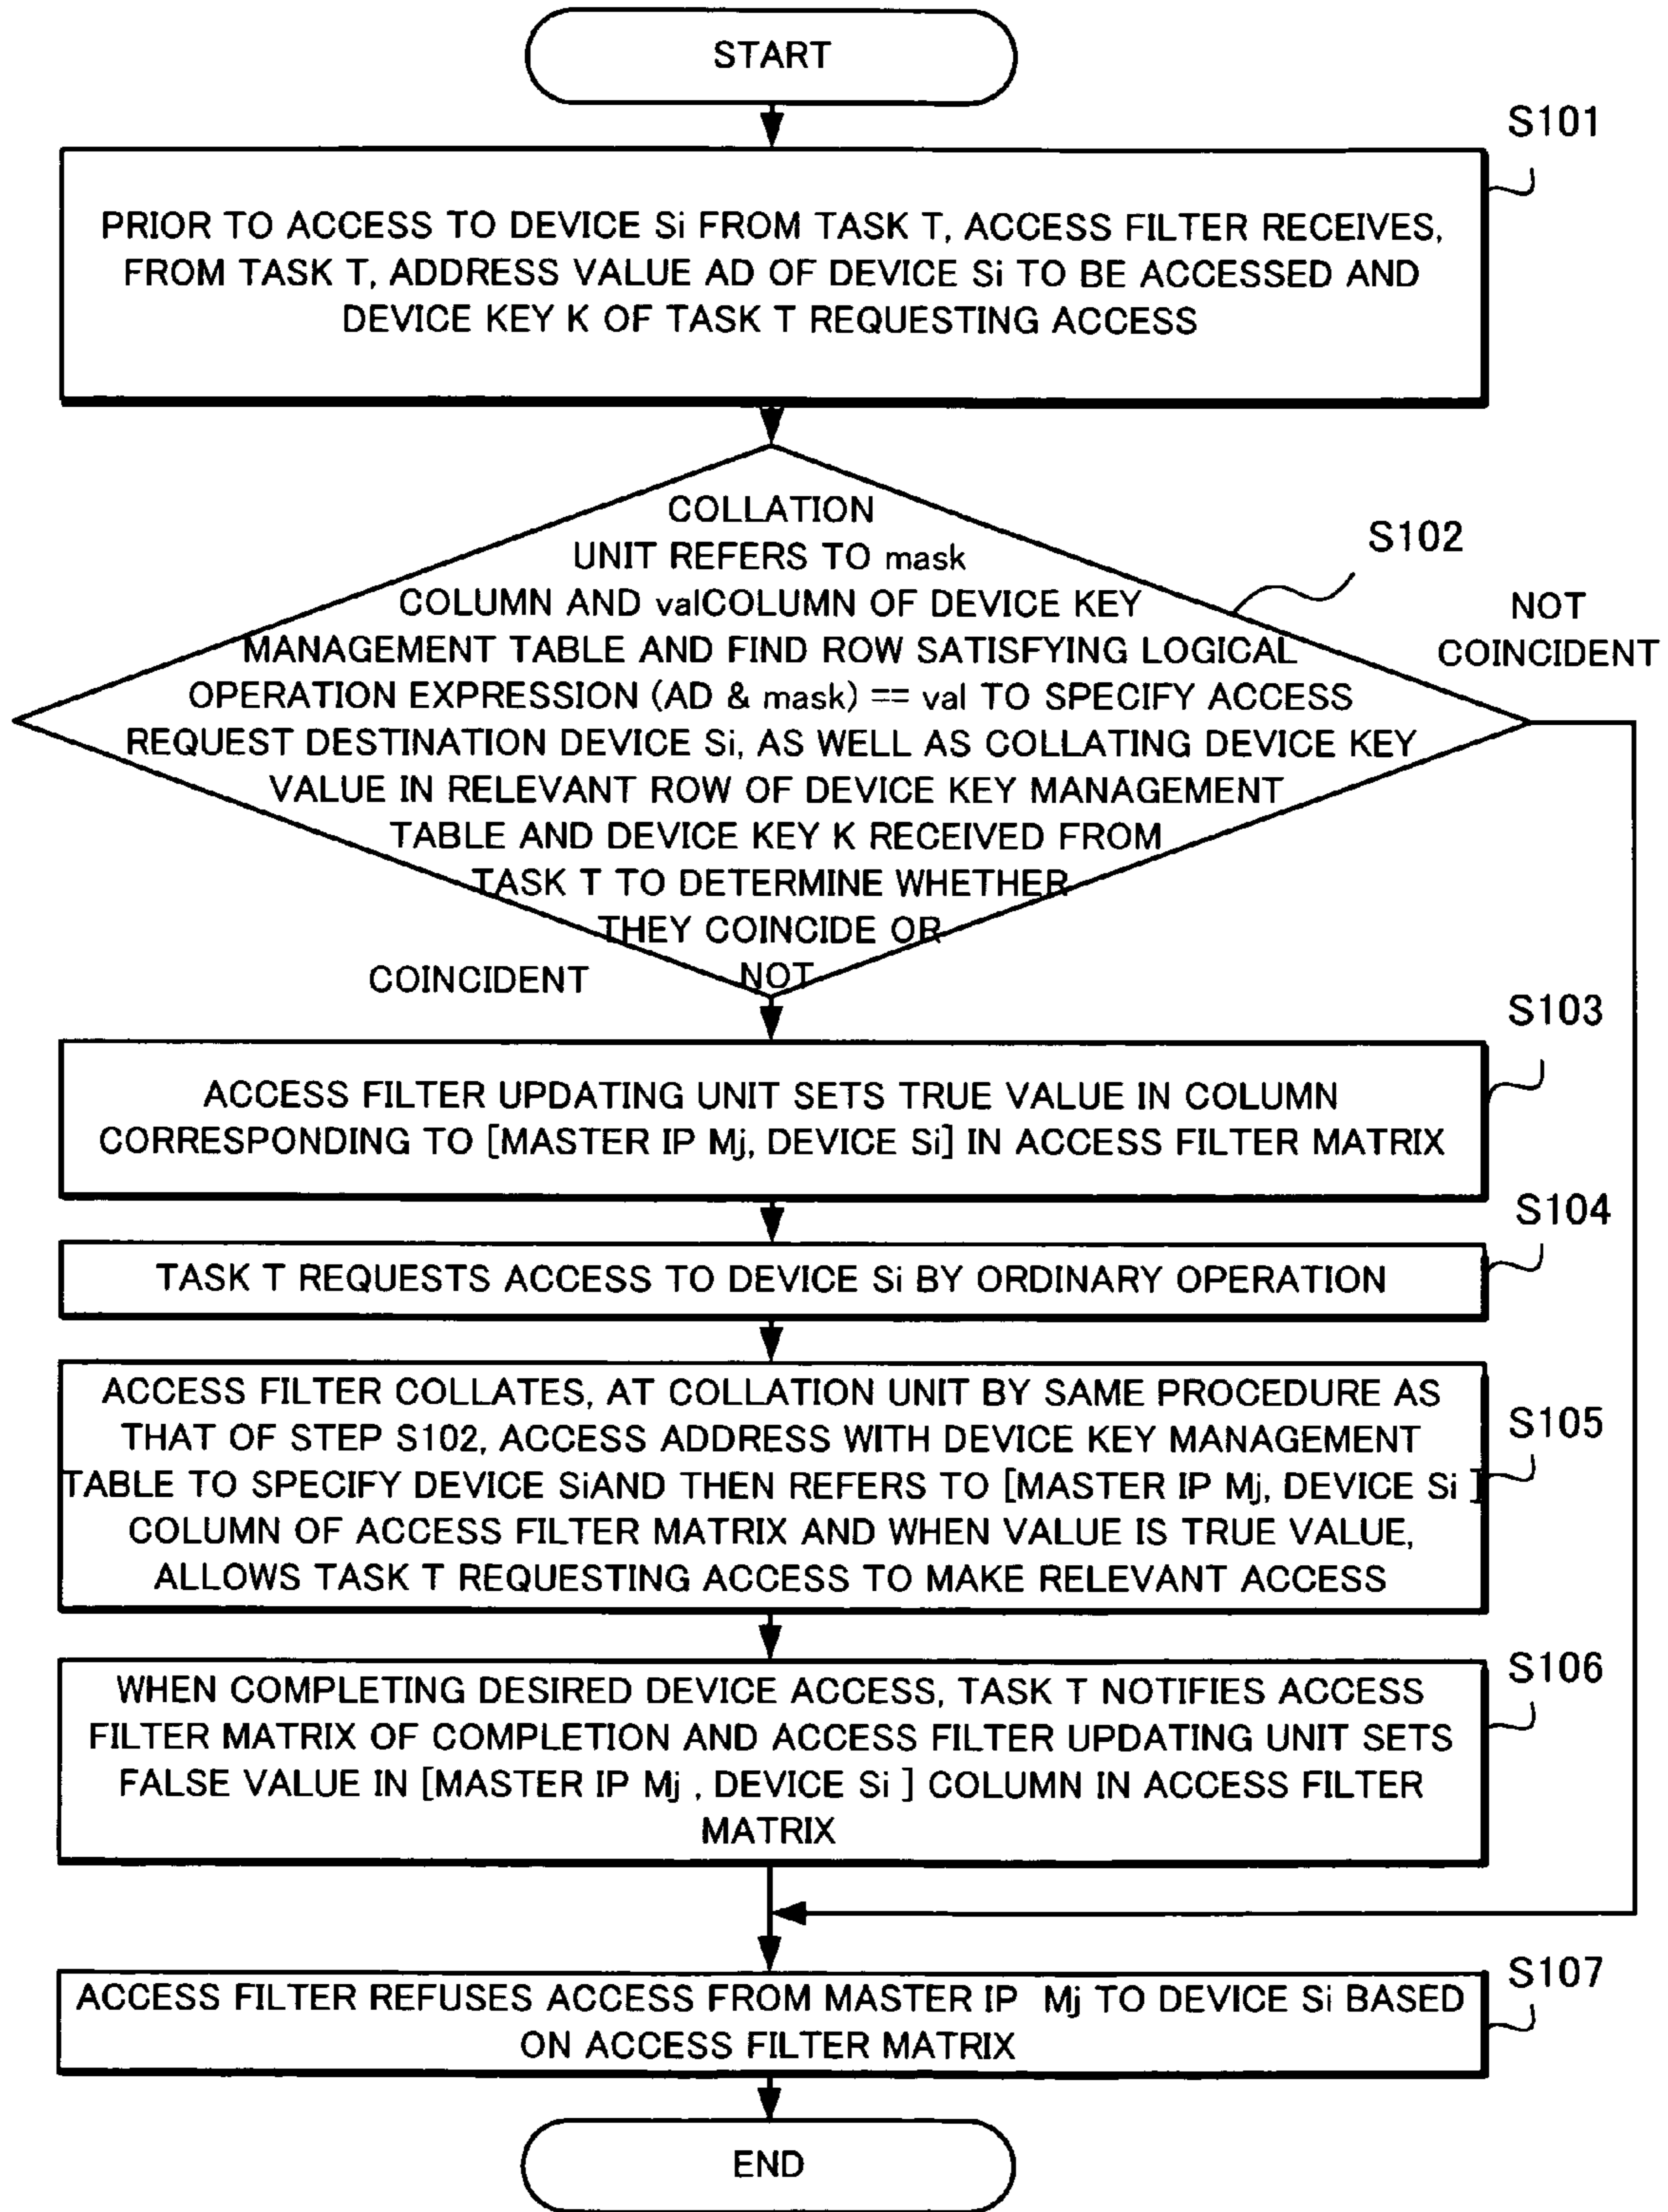 START
S101
PRIOR TO ACCESS TO DEVICE Si FROM TASK T, ACCESS FILTER RECEIVES,
FROM TASK T, ADDRESS VALUE AD OF DEVICE Si TO BE ACCESSED AND
DEVICE KEY K OF TASK T REQUESTING ACCESS
COLLATION
UNIT REFERS TO mask
COLUMN AND valCOLUMN OF DEVICE KEY
MANAGEMENT TABLE AND FIND ROW SATISFYING LOGICAL
OPERATION EXPRESSION (AD & mask) == val TO SPECIFY ACCESS
REQUEST DESTINATION DEVICE Si, AS WELL AS COLLATING DEVICE KEY
VALUE IN RELEVANT ROW OF DEVICE KEY MANAGEMENT
TABLE AND DEVICE KEY K RECEIVED FROM
TASK T TO DETERMINE WHETHER
THEY COINCIDE OR
NOT
S102
NOT
COINCIDENT
COINCIDENT
S103
ACCESS FILTER UPDATING UNIT SETS TRUE VALUE IN COLUMN
CORRESPONDING TO [MASTER IP Mj, DEVICE Si] IN ACCESS FILTER MATRIX
S104
TASK T REQUESTS ACCESS TO DEVICE Si BY ORDINARY OPERATION
ACCESS FILTER COLLATES, AT COLLATION UNIT BY SAME PROCEDURE AS
THAT OF STEP S102, ACCESS ADDRESS WITH DEVICE KEY MANAGEMENT
TABLE TO SPECIFY DEVICE SiAND THEN REFERS TO [MASTER IP Mj, DEVICE Si ]
COLUMN OF ACCESS FILTER MATRIX AND WHEN VALUE IS TRUE VALUE,
ALLOWS TASK T REQUESTING ACCESS TO MAKE RELEVANT ACCESS
S105
WHEN COMPLETING DESIRED DEVICE ACCESS, TASK T NOTIFIES ACCESS
FILTER MATRIX OF COMPLETION AND ACCESS FILTER UPDATING UNIT SETS
FALSE VALUE IN [MASTER IP Mj , DEVICE Si ] COLUMN IN ACCESS FILTER
MATRIX
S106
S107
ACCESS FILTER REFUSES ACCESS FROM MASTER IP Mj TO DEVICE Si BASED
ON ACCESS FILTER MATRIX
END